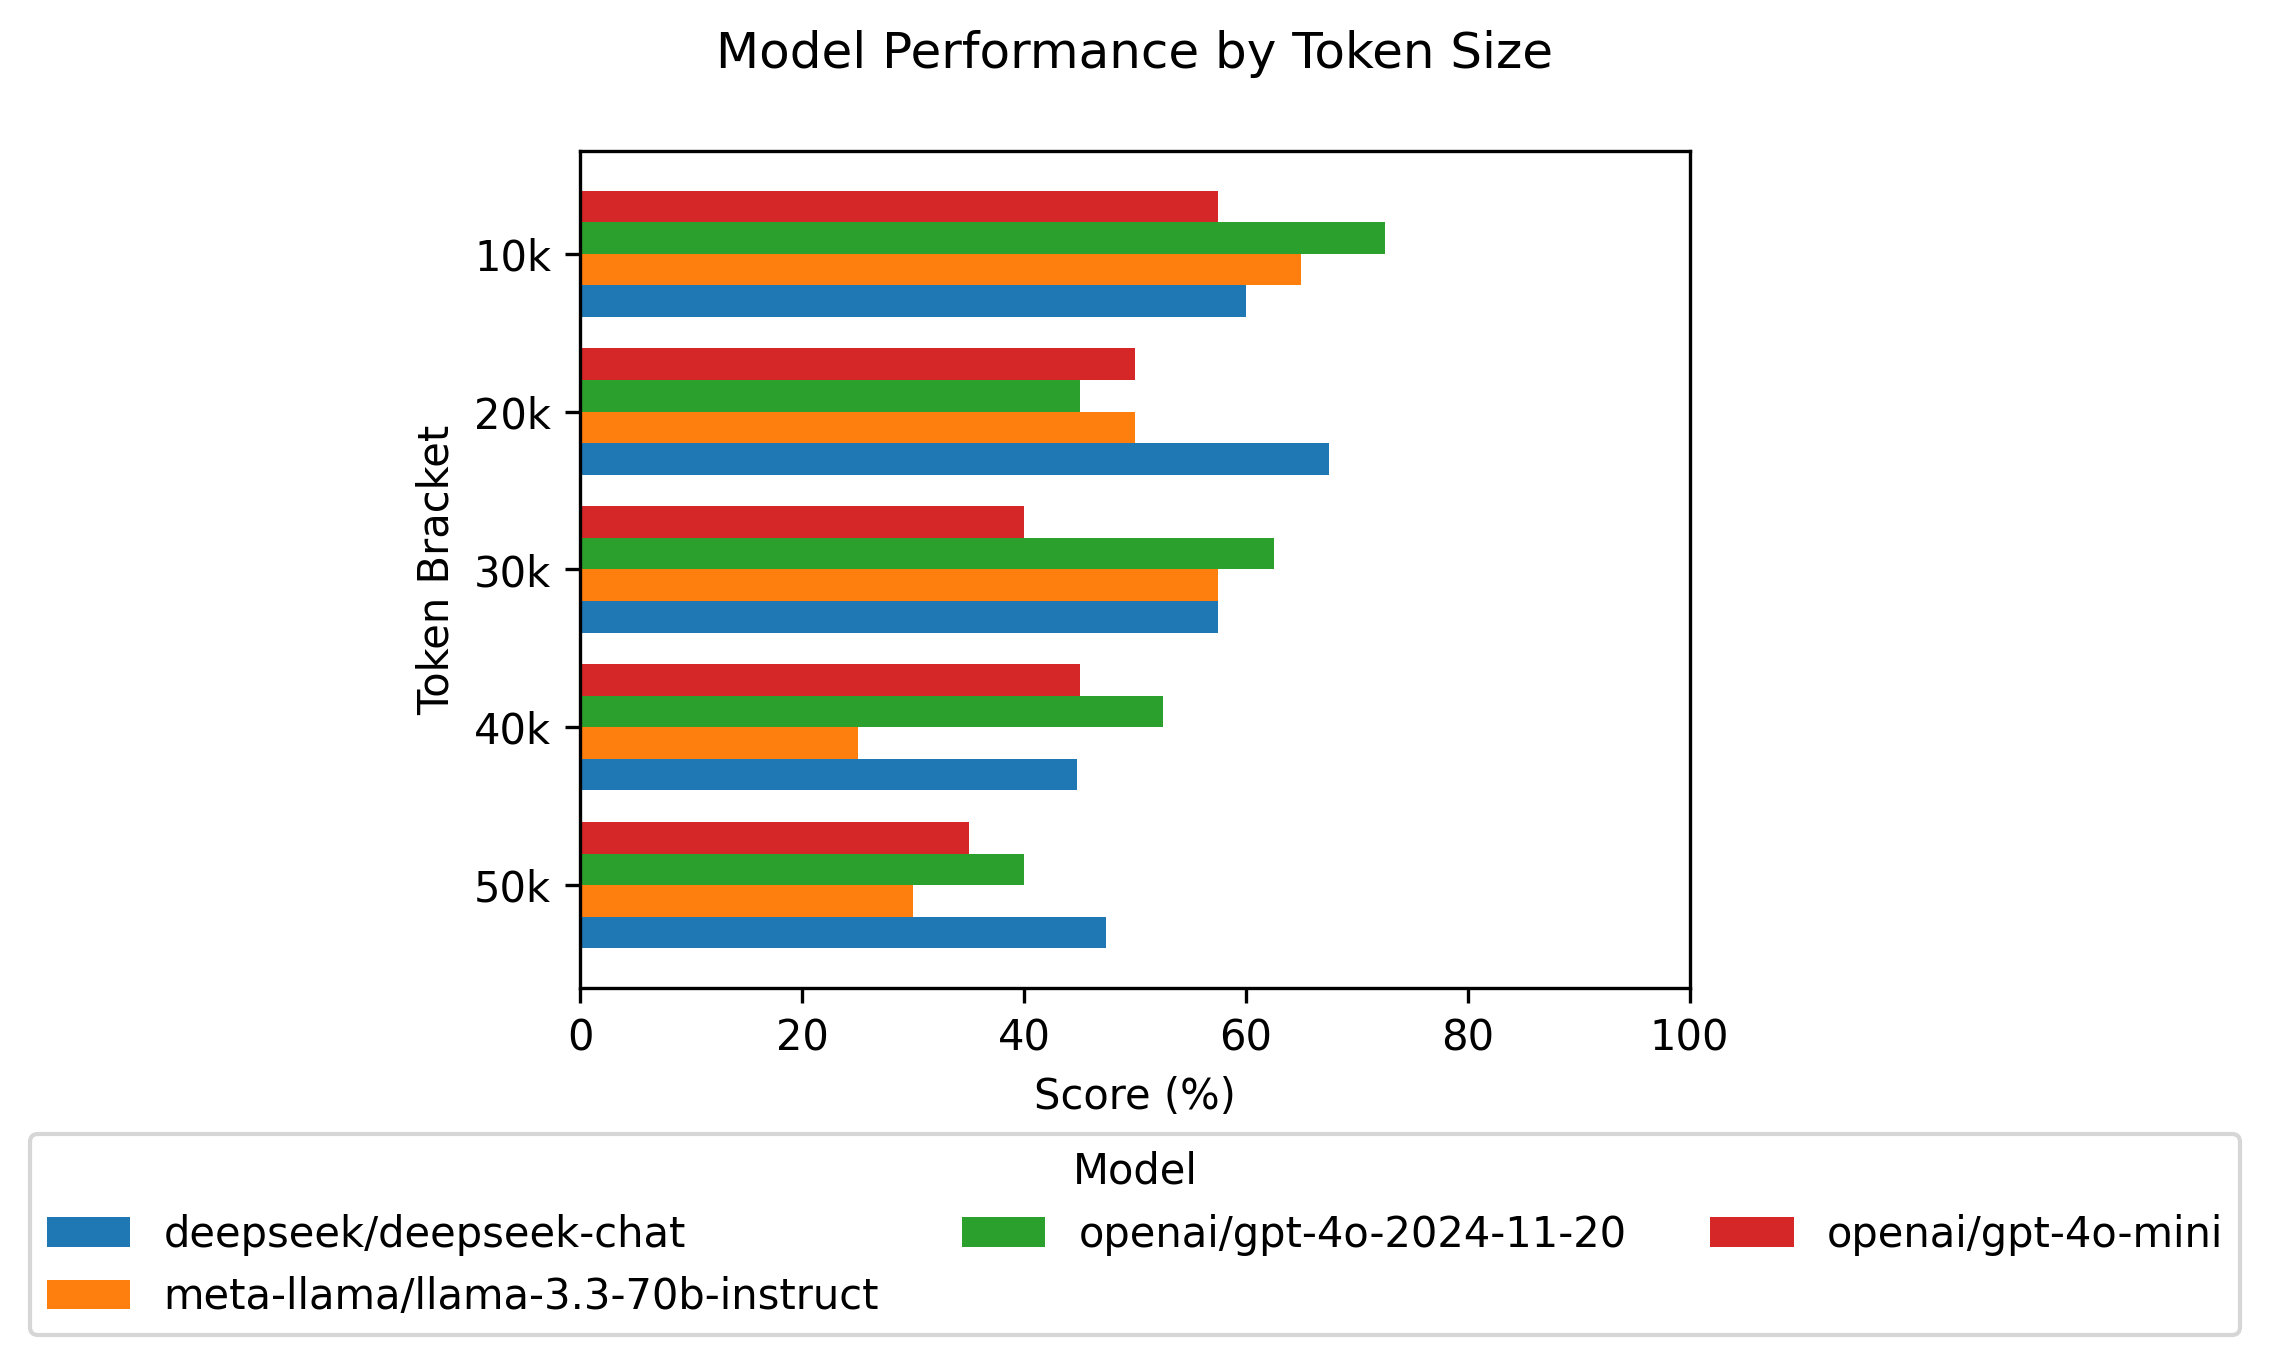 Model Performance by Token Size
10k
20k
30k
40k
50k
Token Bracket
0 20 40 60 80 100
Score (%)
Model
deepseek/deepseek-chat
meta-llama/llama-3.3-70b-instruct
openai/gpt-4o-2024-11-20
openai/gpt-4o-mini